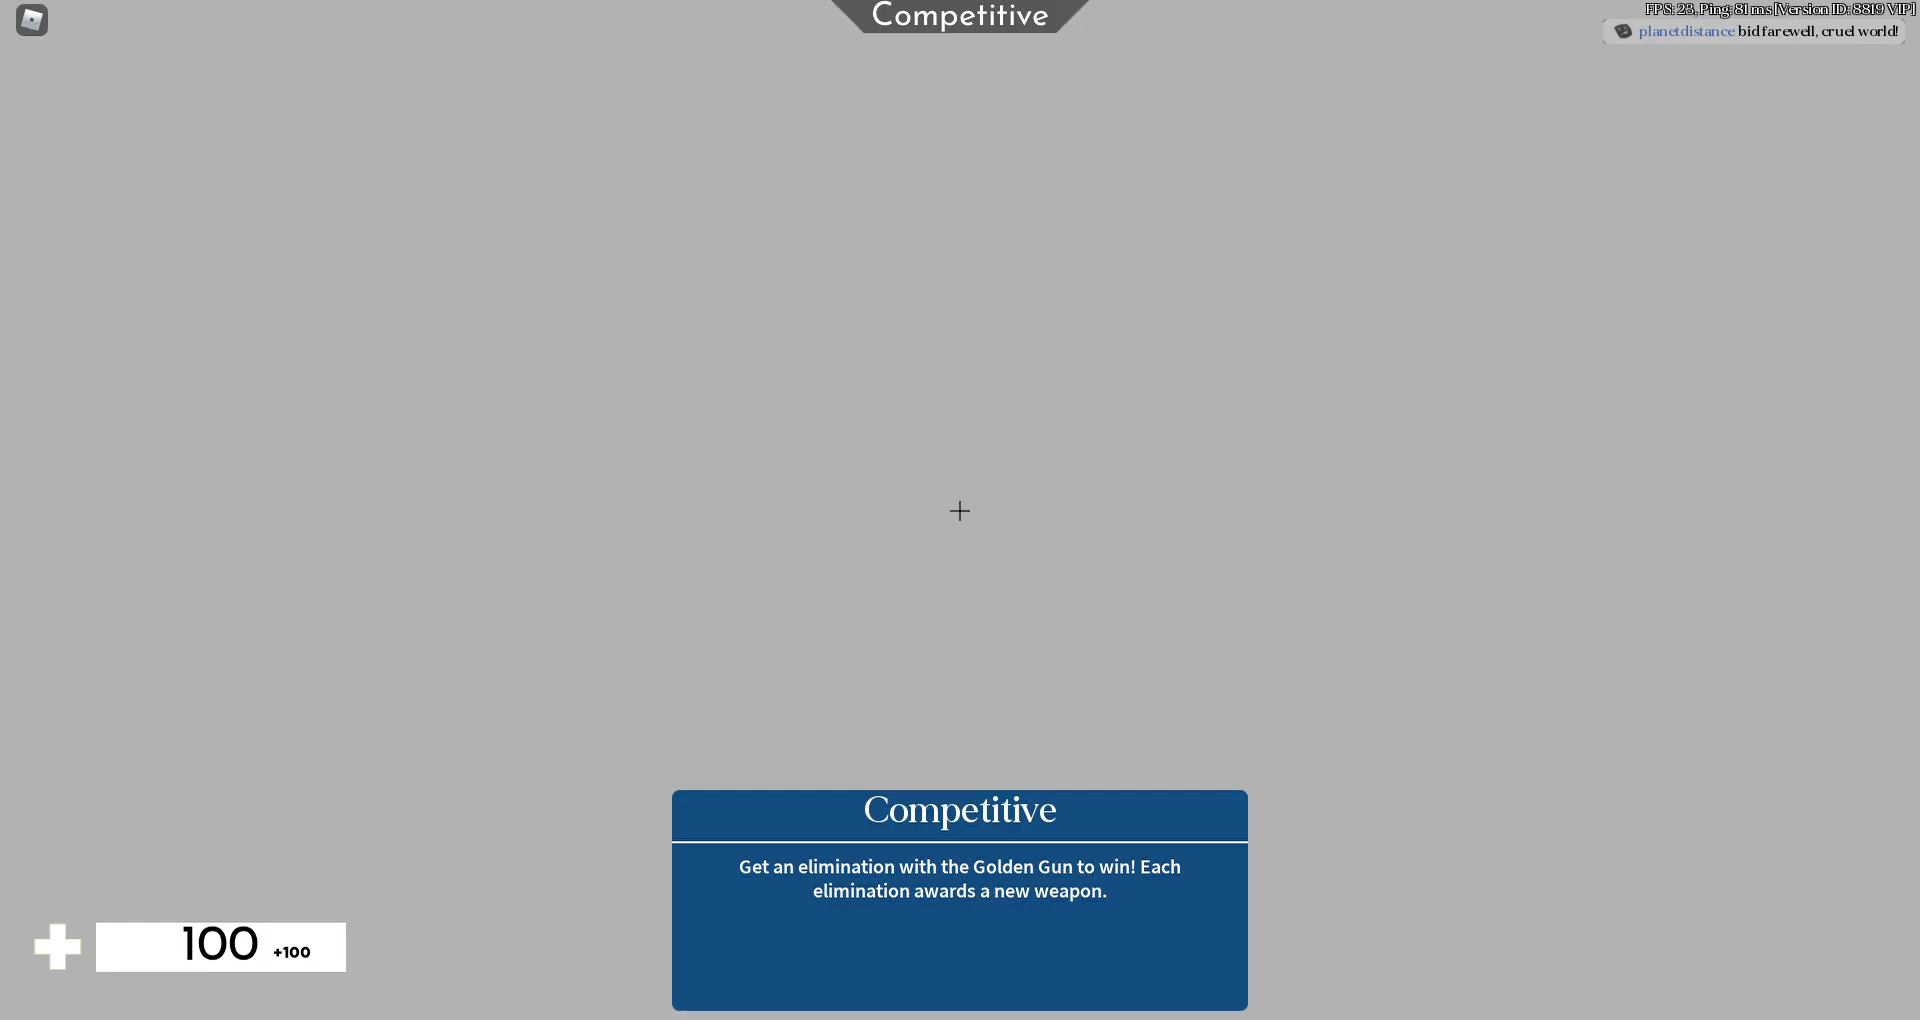 Competitive
FPS: 23, Ping: 81 ms [Version ID: 8819 VIP]
planetdistance bid farewell, cruel world!
Competitive
Get an elimination with the Golden Gun to win! Each
elimination awards a new weapon.
100 +100